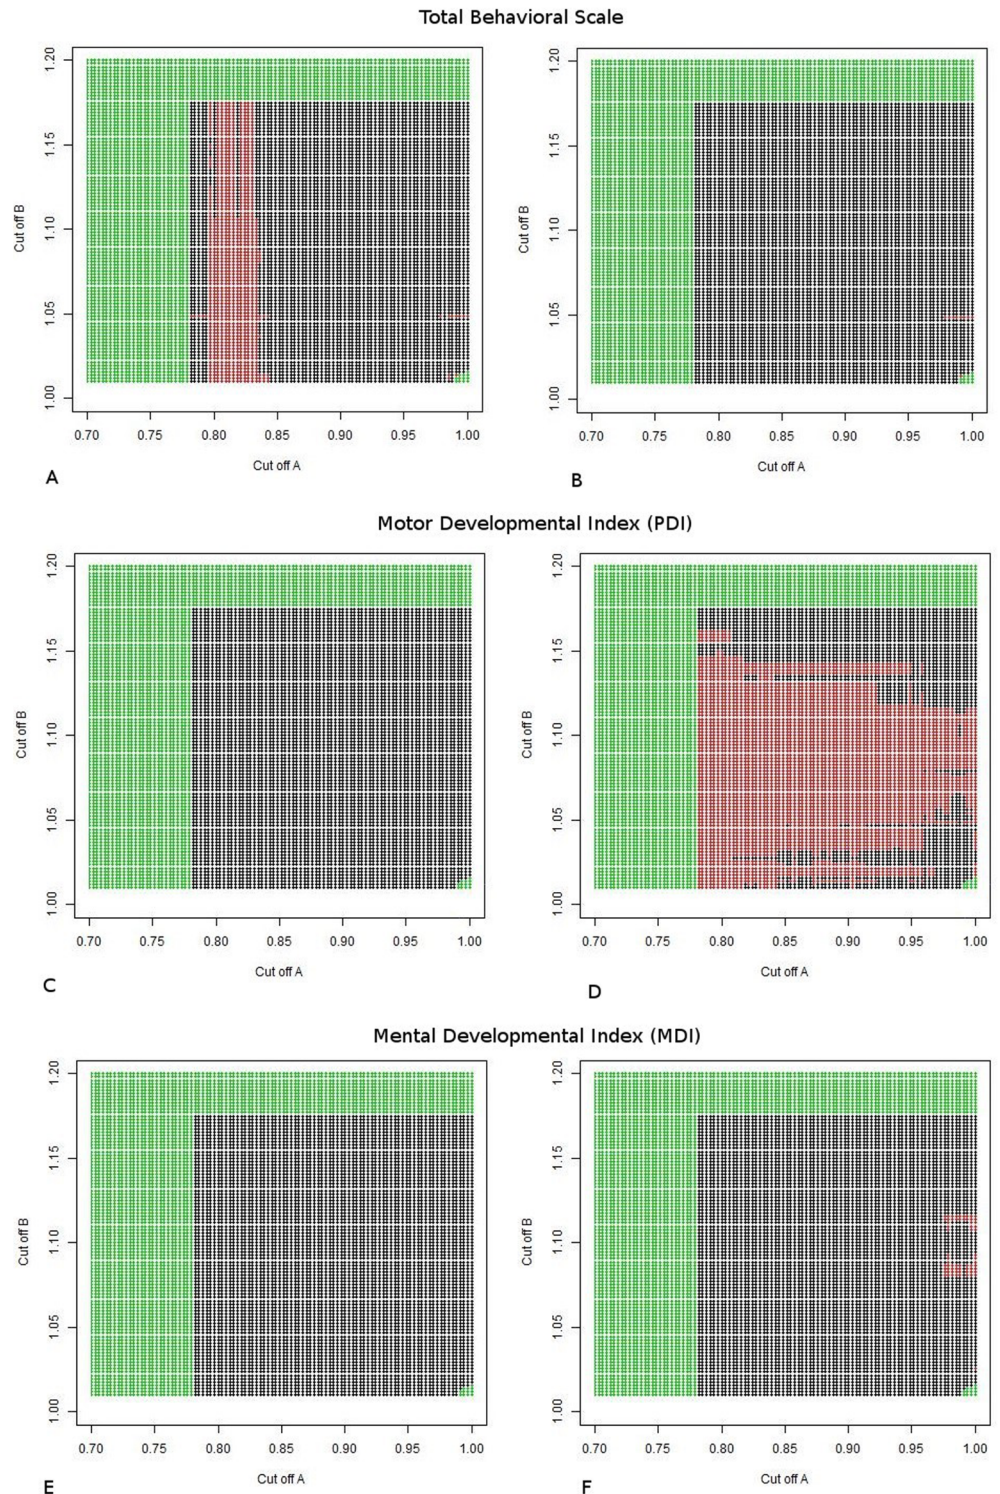 Total Behavioral Scale
1.20
1.15
1.10
1.05
1.00
Cut off B
0.70 0.75 0.80 0.85 0.90 0.95 1.00
Cut off A
A
1.20
1.15
1.10
1.05
1.00
Cut off B
0.70 0.75 0.80 0.85 0.90 0.95 1.00
Cut off A
B
Motor Developmental Index (PDI)
1.20
1.15
1.10
1.05
1.00
Cut off B
0.70 0.75 0.80 0.85 0.90 0.95 1.00
Cut off A
C
1.20
1.15
1.10
1.05
1.00
Cut off B
0.70 0.75 0.80 0.85 0.90 0.95 1.00
Cut off A
D
Mental Developmental Index (MDI)
1.20
1.15
1.10
1.05
1.00
Cut off B
0.70 0.75 0.80 0.85 0.90 0.95 1.00
Cut off A
E
1.20
1.15
1.10
1.05
1.00
Cut off B
0.70 0.75 0.80 0.85 0.90 0.95 1.00
Cut off A
F